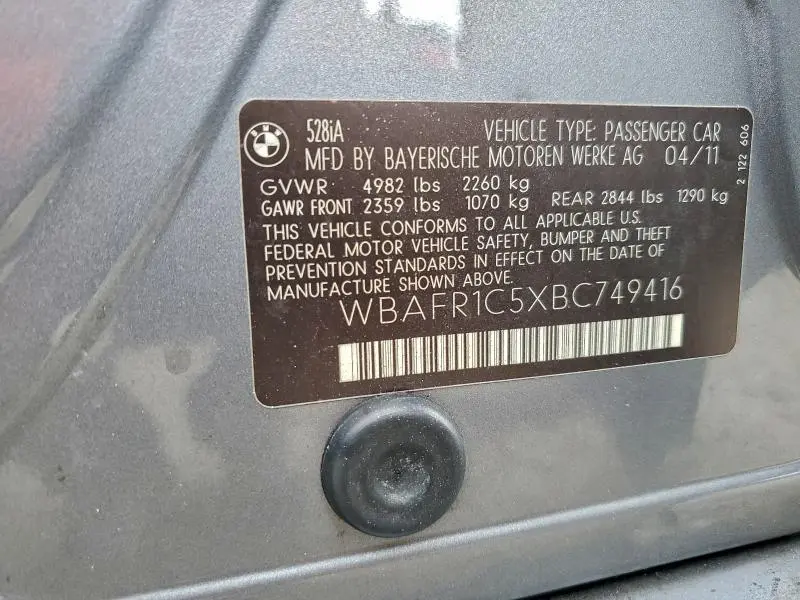 BMW
528iA VEHICLE TYPE: PASSENGER CAR
MFD BY BAYERISCHE MOTOREN WERKE AG 04/11
GVWR 4982 lbs 2260 kg
GAWR FRONT 2359 lbs 1070 kg REAR 2844 lbs 1290 kg
THIS VEHICLE CONFORMS TO ALL APPLICABLE U.S.
FEDERAL MOTOR VEHICLE SAFETY, BUMPER AND THEFT
PREVENTION STANDARDS IN EFFECT ON THE DATE OF
MANUFACTURE SHOWN ABOVE.
WBAFR1C5XBC749416
2 122 606